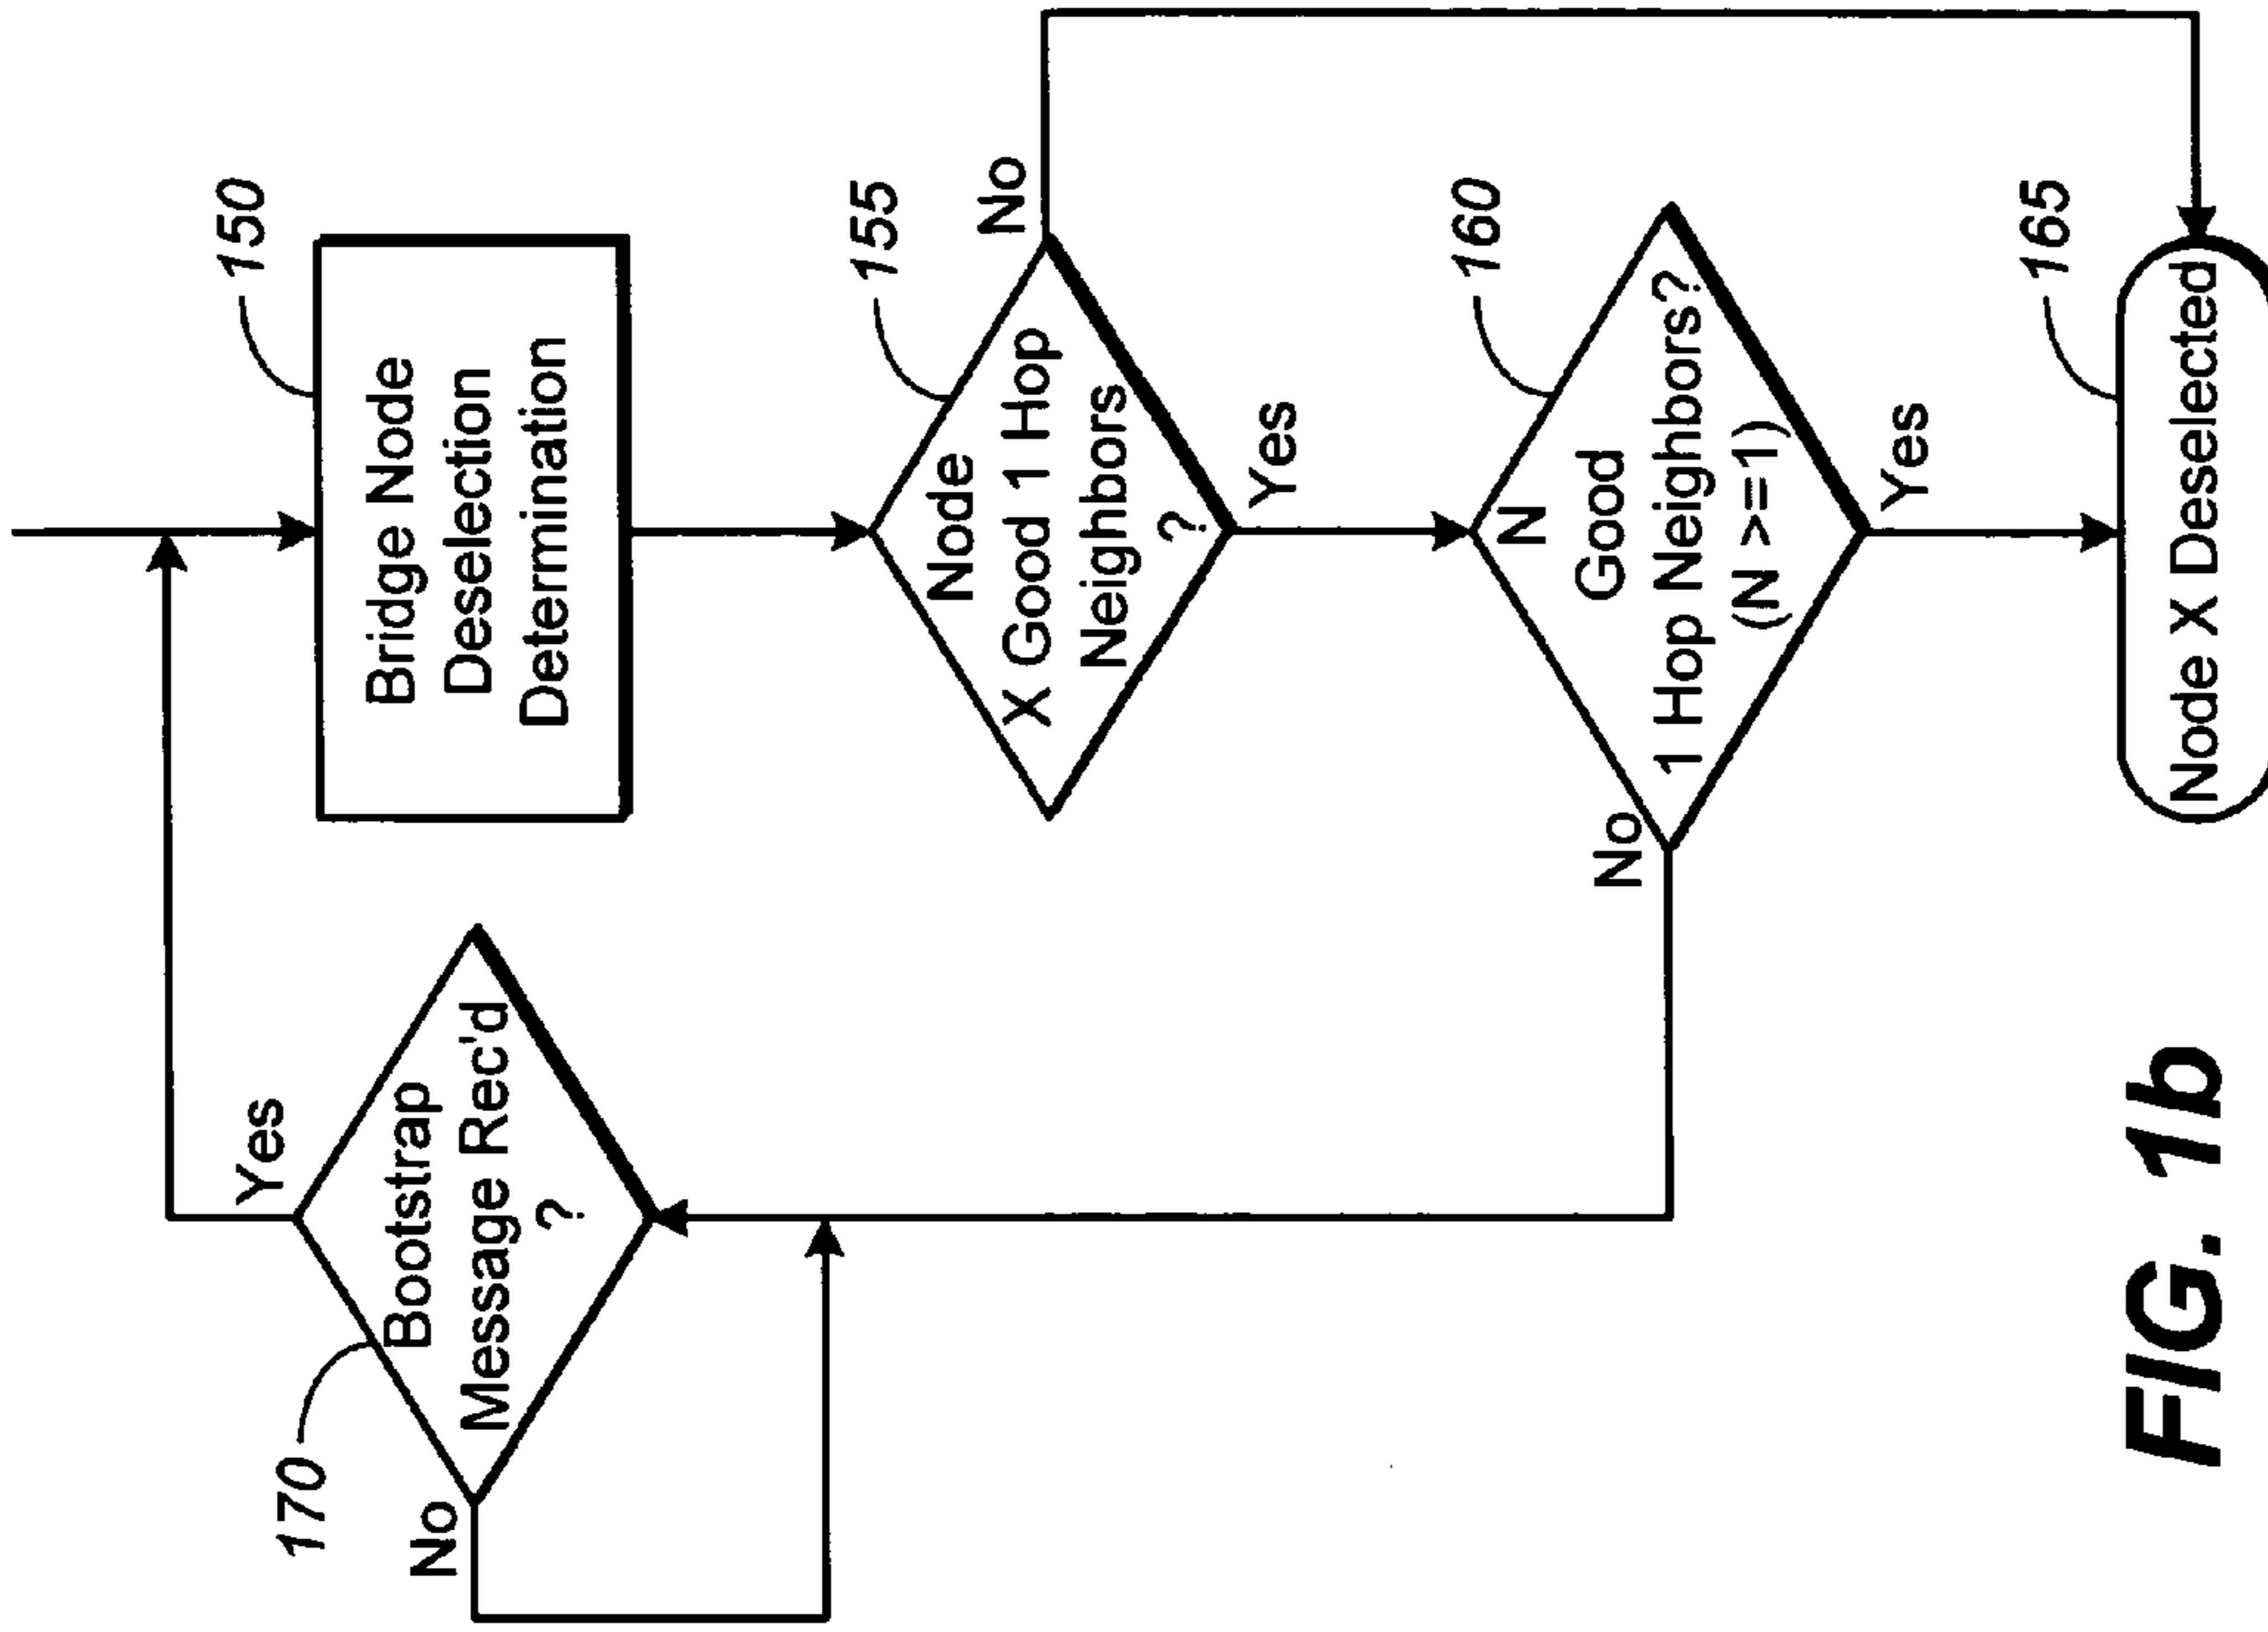 150
Bridge Node
Deselection
Determination
155
Node
X Good 1 Hop
Neighbors
?
No
Yes
160
N
Good
1 Hop Neighbors?
(N >=1)
No
Yes
165
Node X Deselected
170
Bootstrap
Message Rec'd
?
Yes
No
FIG. 1b